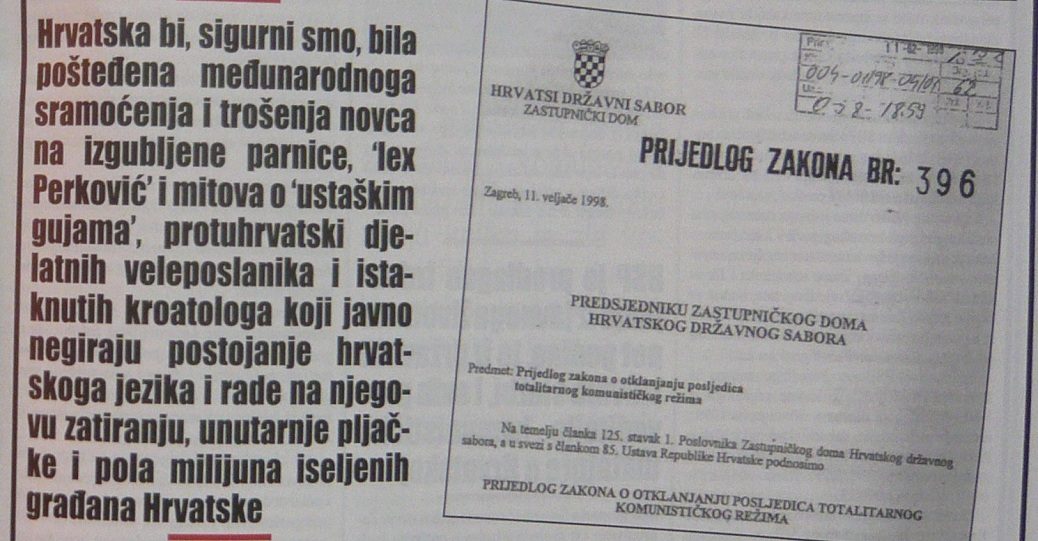 Hrvatska bi, sigurni smo, bila
pošteđena međunarodnoga
sramoćenja i trošenja novca
na izgubljene parnice, 'lex
Perković' i mitova o 'ustaškim
gujama', protuhrvatski dje-
latnih veleposlanika i ista-
knutih kroatologa koji javno
negiraju postojanje hrvat-
skoga jezika i rade na njego-
vu zatiranju, unutarnje pljač-
ke i pola milijuna iseljenih
građana Hrvatske
HRVATSI DRŽAVNI SABOR
ZASTUPNIČKI DOM
PRIJEDLOG ZAKONA BR: 396
Zagreb, 11. veljače 1998.
PREDSJEDNIKU ZASTUPNIČKOG DOMA
HRVATSKOG DRŽAVNOG SABORA
Predmet: Prijedlog zakona o otklanjanju posljedica
totalitarnog komunističkog režima
Na temelju članka 125. stavak 1. Poslovnika Zastupničkog doma Hrvatskog državnog
sabora, a u svezi s člankom 85. Ustava Republike Hrvatske podnosimo
PRIJEDLOG ZAKONA O OTKLANJANJU POSLJEDICA TOTALITARNOG
KOMUNISTIČKOG REŽIMA